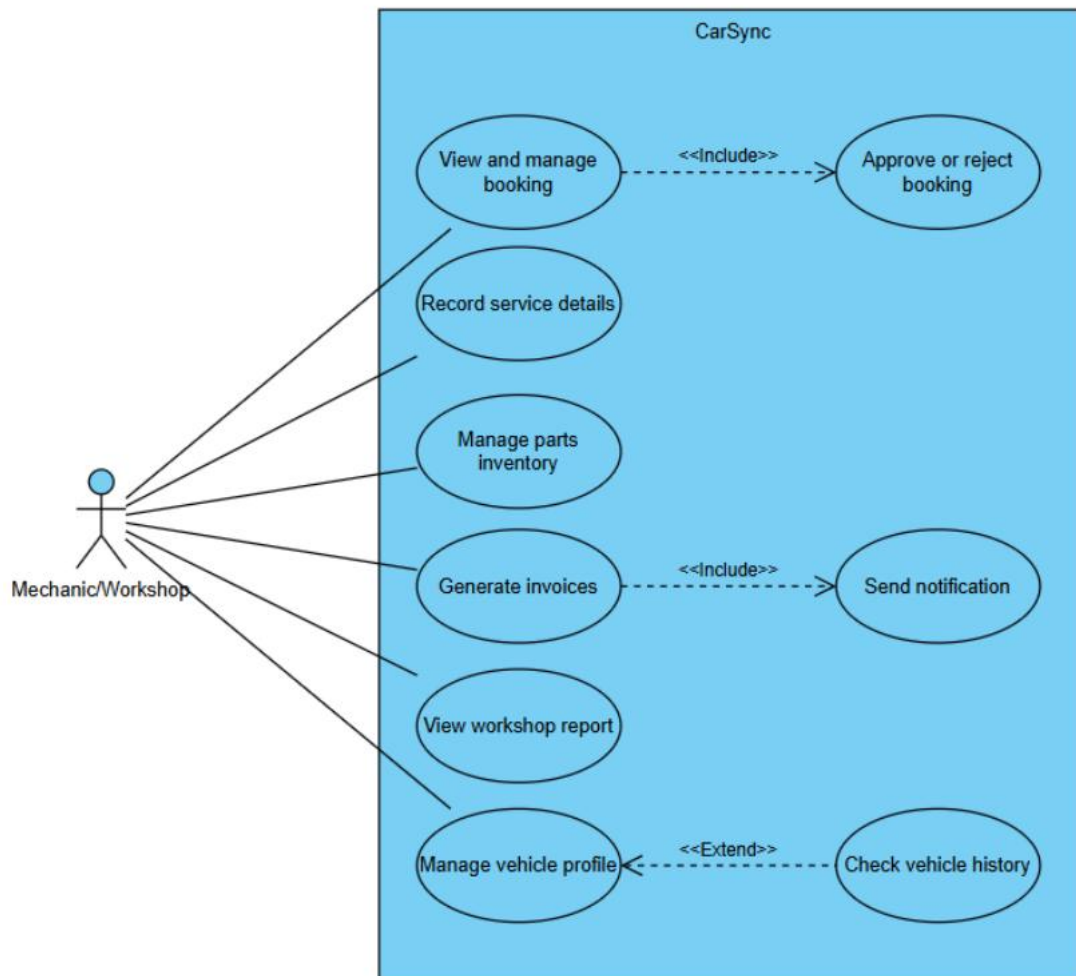 CarSync
View and manage
booking
<<Include>>
Approve or reject
booking
Record service details
Manage parts
inventory
Mechanic/Workshop
Generate invoices
<<Include>>
Send notification
View workshop report
Manage vehicle profile
<<Extend>>
Check vehicle history